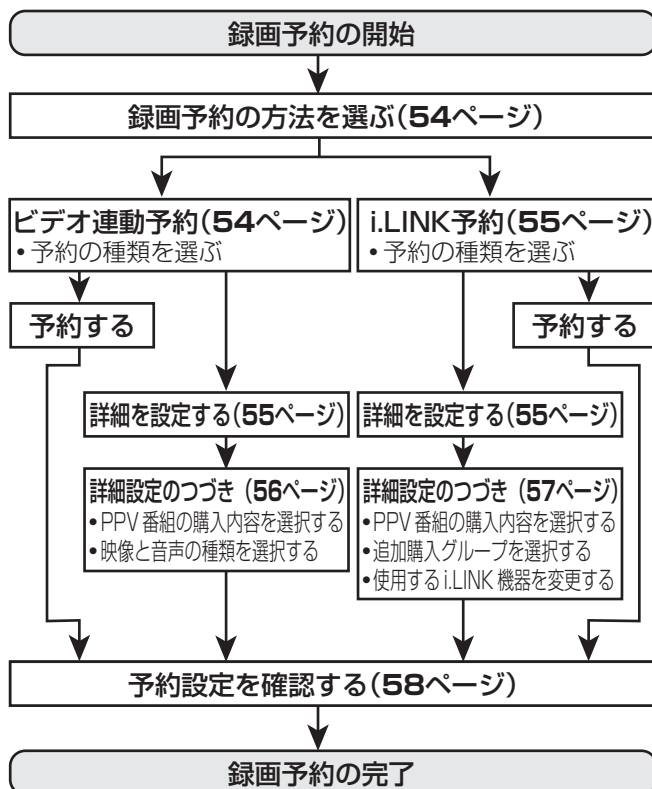 録画予約の開始
録画予約の方法を選ぶ(54ページ)
ビデオ連動予約(54ページ)
• 予約の種類を選ぶ
i.LINK予約(55ページ)
• 予約の種類を選ぶ
予約する
予約する
詳細を設定する(55ページ)
詳細を設定する(55ページ)
詳細設定のつづき (56ページ)
•PPV番組の購入内容を選択する
•映像と音声の種類を選択する
詳細設定のつづき (57ページ)
•PPV番組の購入内容を選択する
•追加購入グループを選択する
•使用するi.LINK機器を変更する
予約設定を確認する(58ページ)
録画予約の完了